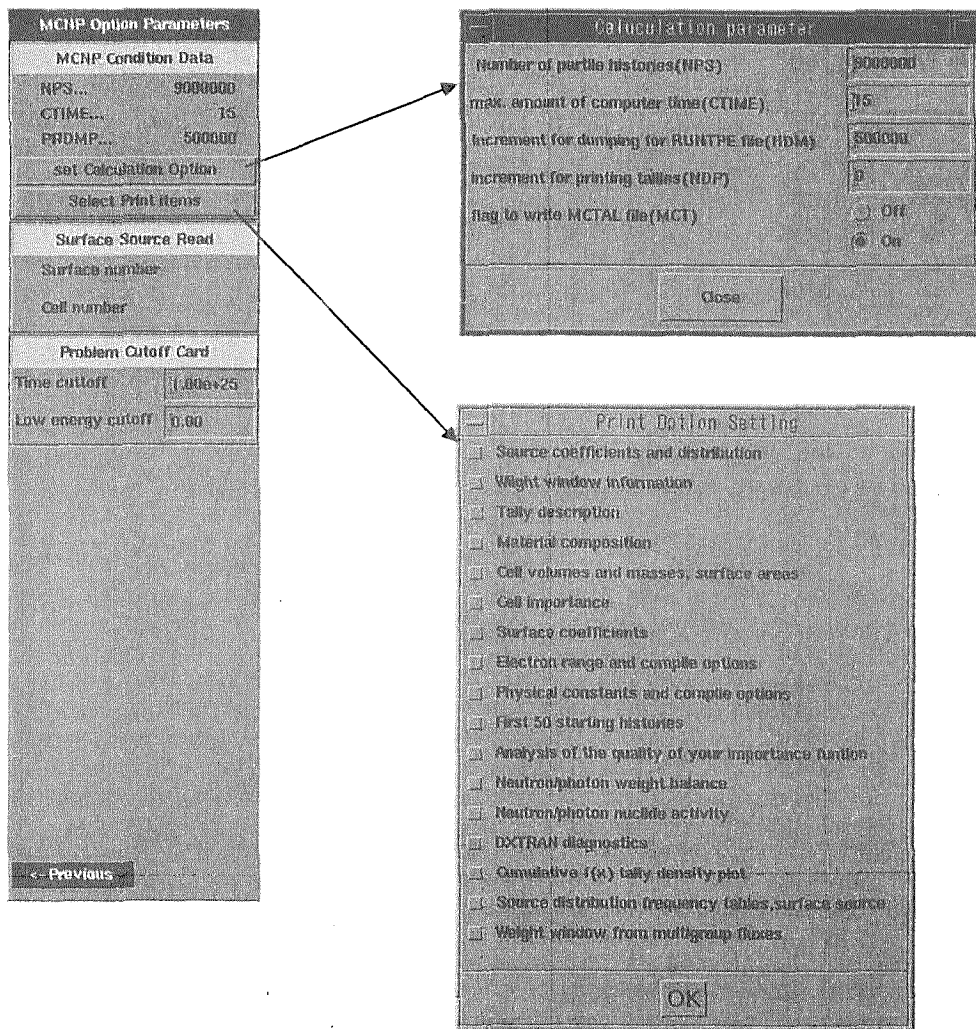 MCNP Option Parameters
MCNP Condition Data
NPS... 9000000
CTIME... 15
PRDMP... 500000
set Calculation Option
Select Print items
Surface Source Read
Surface number
Cell number
Problem Cutoff Card
Time cuttoff 1.00e+25
Low energy cutoff 0.00
<-Previous
Caluculation parameter
Number of partile histories(NPS) 9000000
max. amount of computer time(CTIME) 15
increment for dumping for RUNTPE file(NDM) 500000
increment for printing tallies(NDP) 0
flag to write MCTAL file(MCT) Off
On
Close
Print Option Setting
Source coefficients and distribution
Wight window information
Tally description
Material composition
Cell volumes and masses, surface areas
Cell importance
Surface coefficients
Electron range and compile options
Physical constants and complie options
First 50 starting histories
Analysis of the quality of your importance funtion
Neutron/photon weight balance
Neutron/photon nuclide activity
DXTRAN diagnostics
Cumulative f(x) tally density plot
Source distribution frequency tables,surface source
Weight window from multigroup fluxes
OK